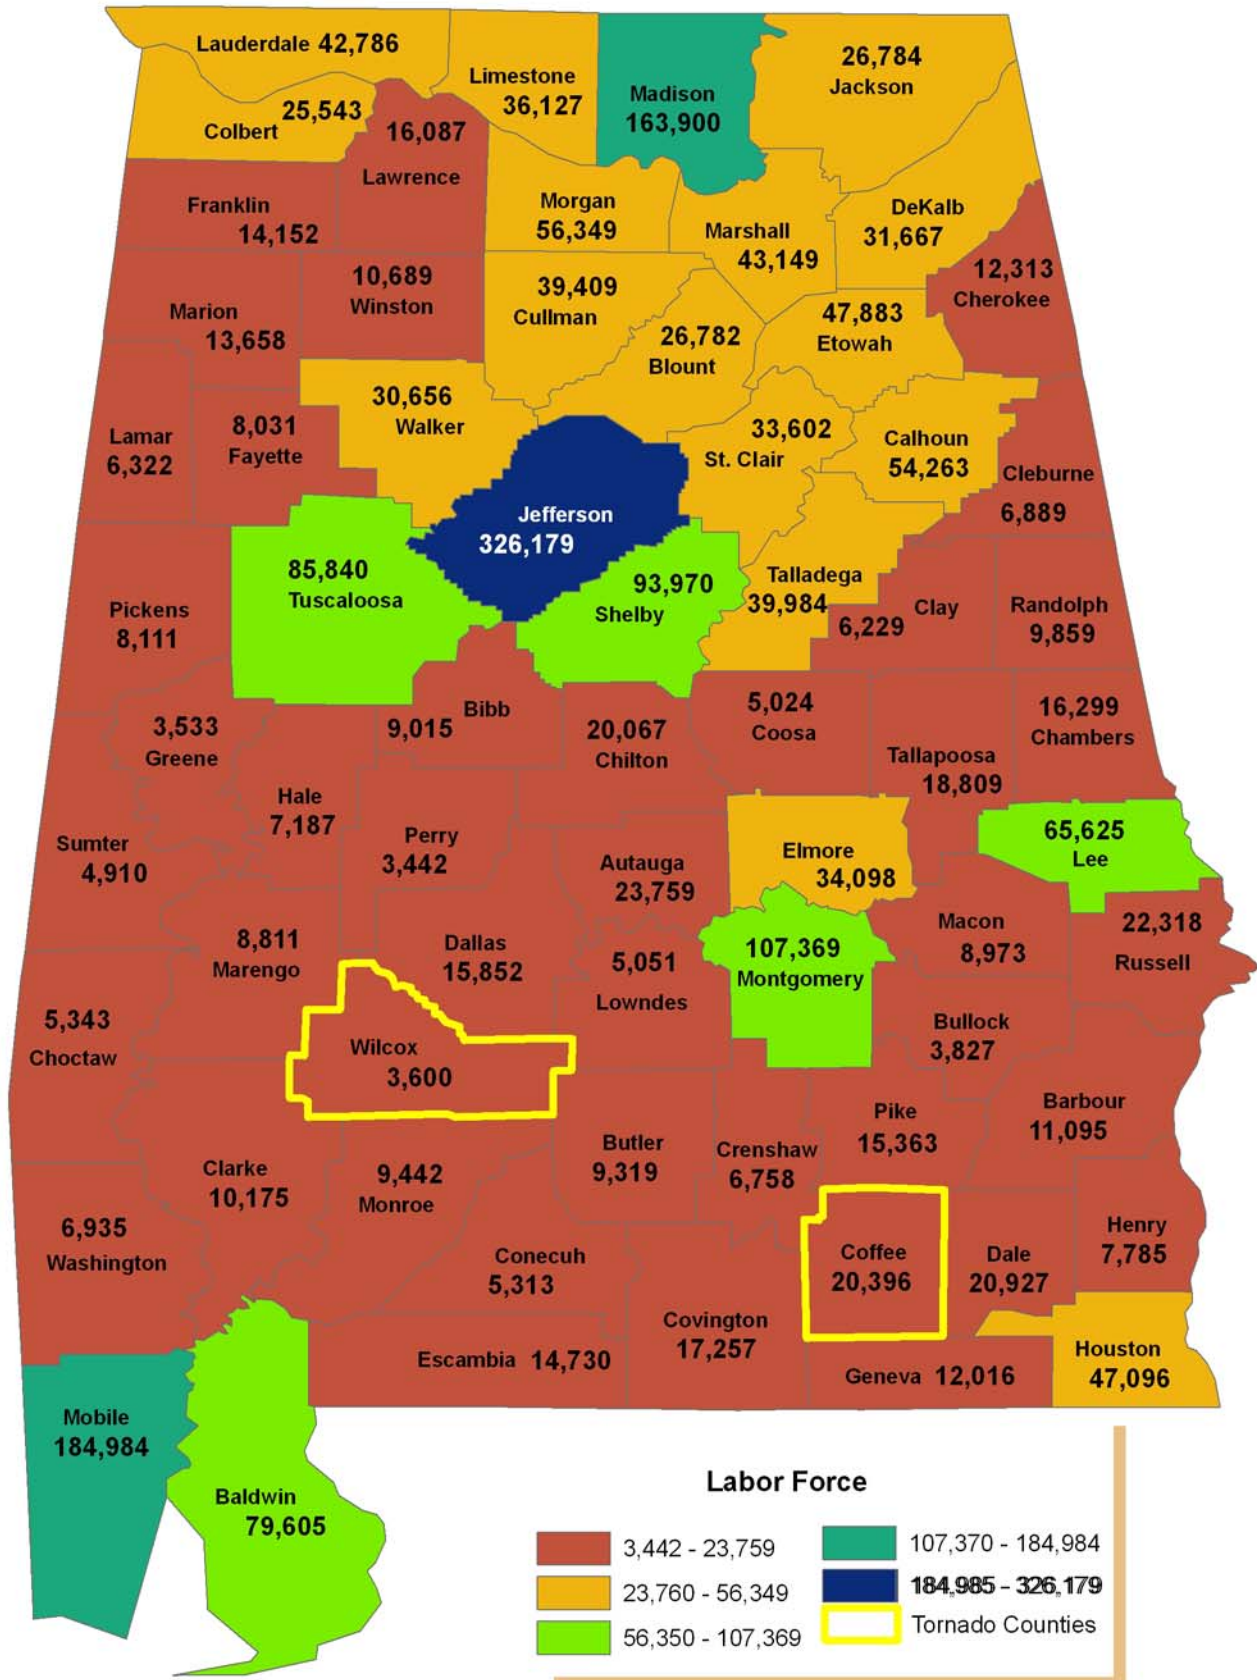 Lauderdale 42,786
Limestone
36,127
Madison
163,900
26,784
Jackson
25,543
Colbert
16,087
Lawrence
Franklin
14,152
Morgan
56,349
Marshall
43,149
DeKalb
31,667
12,313
Cherokee
Marion
13,658
10,689
Winston
39,409
Cullman
26,782
Blount
47,883
Etowah
Lamar
6,322
8,031
Fayette
30,656
Walker
33,602
St. Clair
Calhoun
54,263
Cleburne
6,889
Jefferson
326,179
85,840
Tuscaloosa
93,970
Shelby
Talladega
39,984
Clay
6,229
Randolph
9,859
Pickens
8,111
3,533
Greene
Bibb
9,015
20,067
Chilton
5,024
Coosa
Tallapoosa
18,809
16,299
Chambers
Hale
7,187
Sumter
4,910
Perry
3,442
Autauga
23,759
Elmore
34,098
65,625
Lee
8,811
Marengo
Dallas
15,852
5,051
Lowndes
107,369
Montgomery
Macon
8,973
22,318
Russell
5,343
Choctaw
Wilcox
3,600
Bullock
3,827
Barbour
11,095
Pike
15,363
Butler
9,319
Crenshaw
6,758
Clarke
10,175
9,442
Monroe
6,935
Washington
Conecuh
5,313
Coffee
20,396
Dale
20,927
Henry
7,785
Covington
17,257
Escambia 14,730
Geneva 12,016
Houston
47,096
Mobile
184,984
Baldwin
79,605
Labor Force
3,442 - 23,759
23,760 - 56,349
56,350 - 107,369
107,370 - 184,984
184,985 - 326,179
Tornado Counties